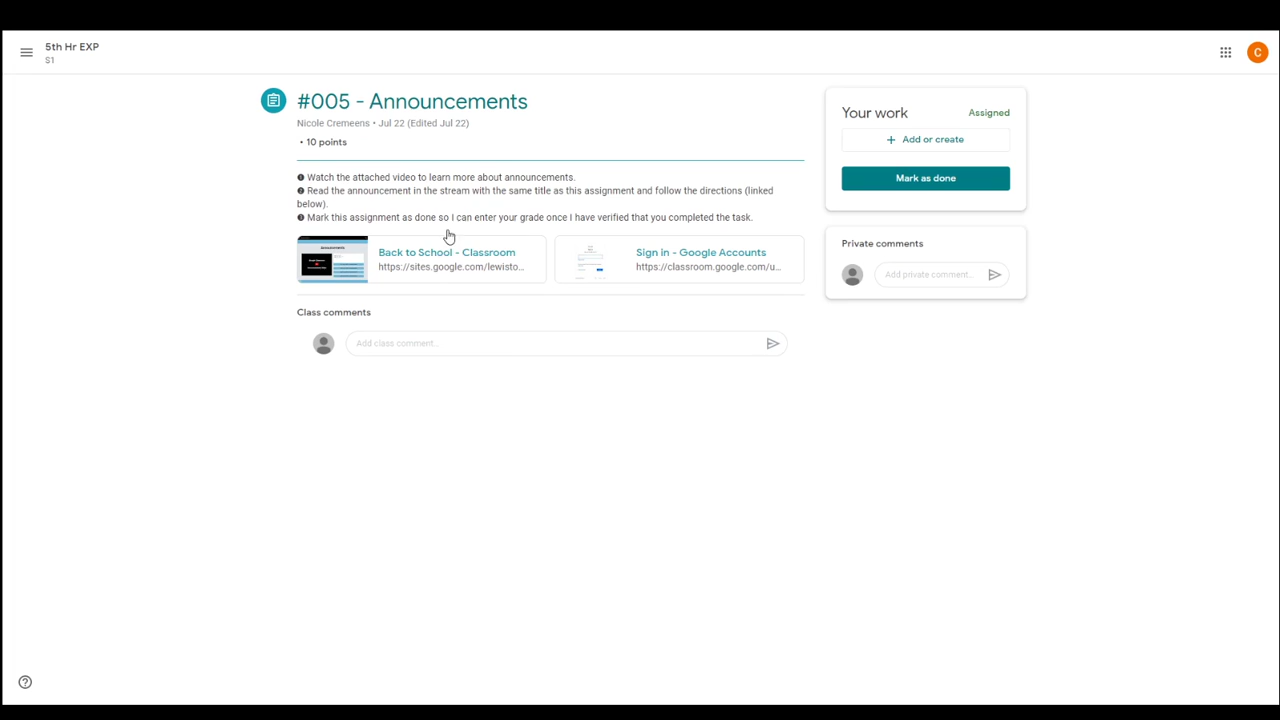 5th Hr EXP
S1
C
#005 - Announcements
Nicole Cremeens • Jul 22 (Edited Jul 22)
• 10 points
❶ Watch the attached video to learn more about announcements.
❷ Read the announcement in the stream with the same title as this assignment and follow the directions (linked
below).
❸ Mark this assignment as done so I can enter your grade once I have verified that you completed the task.
Back to School - Classroom
https://sites.google.com/lewisto...
Sign in - Google Accounts
https://classroom.google.com/u...
Class comments
Add class comment...
Your work
Assigned
+ Add or create
Mark as done
Private comments
Add private comment...